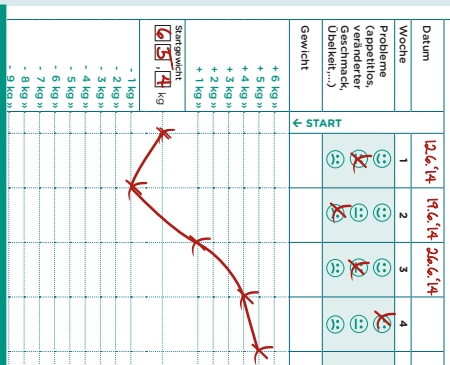 Datum 12.6.'14 19.6.'14 26.6.'14
Woche 1 2 3 4
Probleme
(appetitlos,
veränderter
Geschmack,
Übelkeit,...)
Gewicht
← START
+ 6 kg »
+ 5 kg »
+ 4 kg »
+ 3 kg »
+ 2 kg »
+ 1 kg »
Startgewicht
65,4 kg
- 1 kg »
- 2 kg »
- 3 kg »
- 4 kg »
- 5 kg »
- 6 kg »
- 7 kg »
- 8 kg »
- 9 kg »